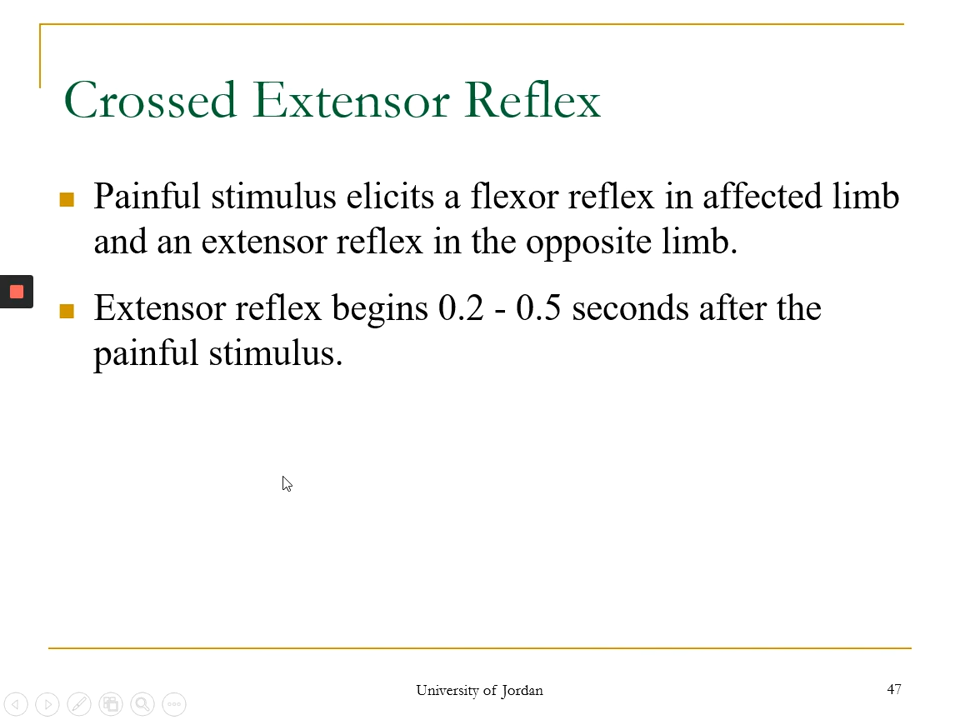 Crossed Extensor Reflex
Painful stimulus elicits a flexor reflex in affected limb
and an extensor reflex in the opposite limb.
Extensor reflex begins 0.2 - 0.5 seconds after the
painful stimulus.
University of Jordan
47